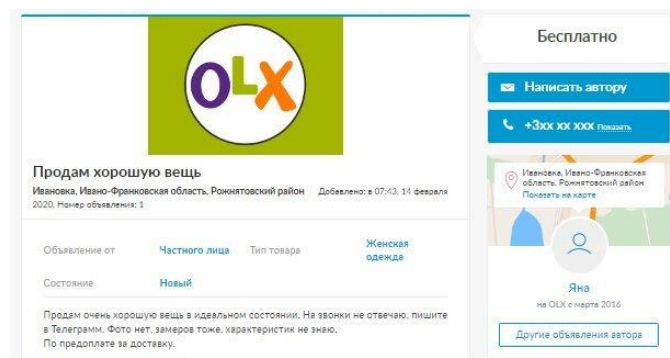 OLX
Продам хорошую вещь
Ивановка, Ивано-Франковская область, Рожнятовский район Добавлено: в 07:43, 14 февраля
2020. Номер объявления: 1
Объявление от Частного лица Тип товара Женская
одежда
Состояние Новый
Продам очень хорошую вещь в идеальном состоянии. На звонки не отвечаю, пишите
в Телеграмм. Фото нет, замеров тоже, характеристик не знаю.
По предоплате за доставку.
Бесплатно
Написать автору
+3xx xx xxx Показать
Ивановка, Ивано-Франковская
область, Рожнятовский район
Показать на карте
Яна
на OLX с марта 2016
Другие объявления автора